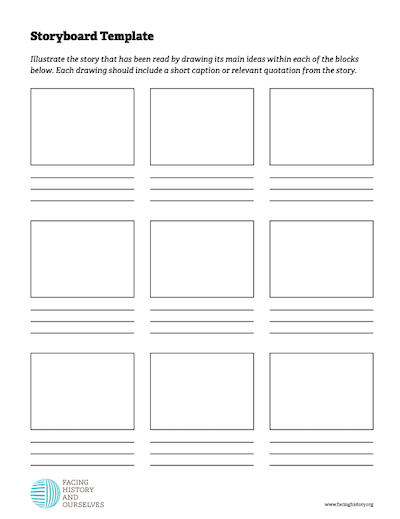 Storyboard Template
Illustrate the story that has been read by drawing its main ideas within each of the blocks
below. Each drawing should include a short caption or relevant quotation from the story.
FACING
HISTORY
AND
OURSELVES
www.facinghistory.org